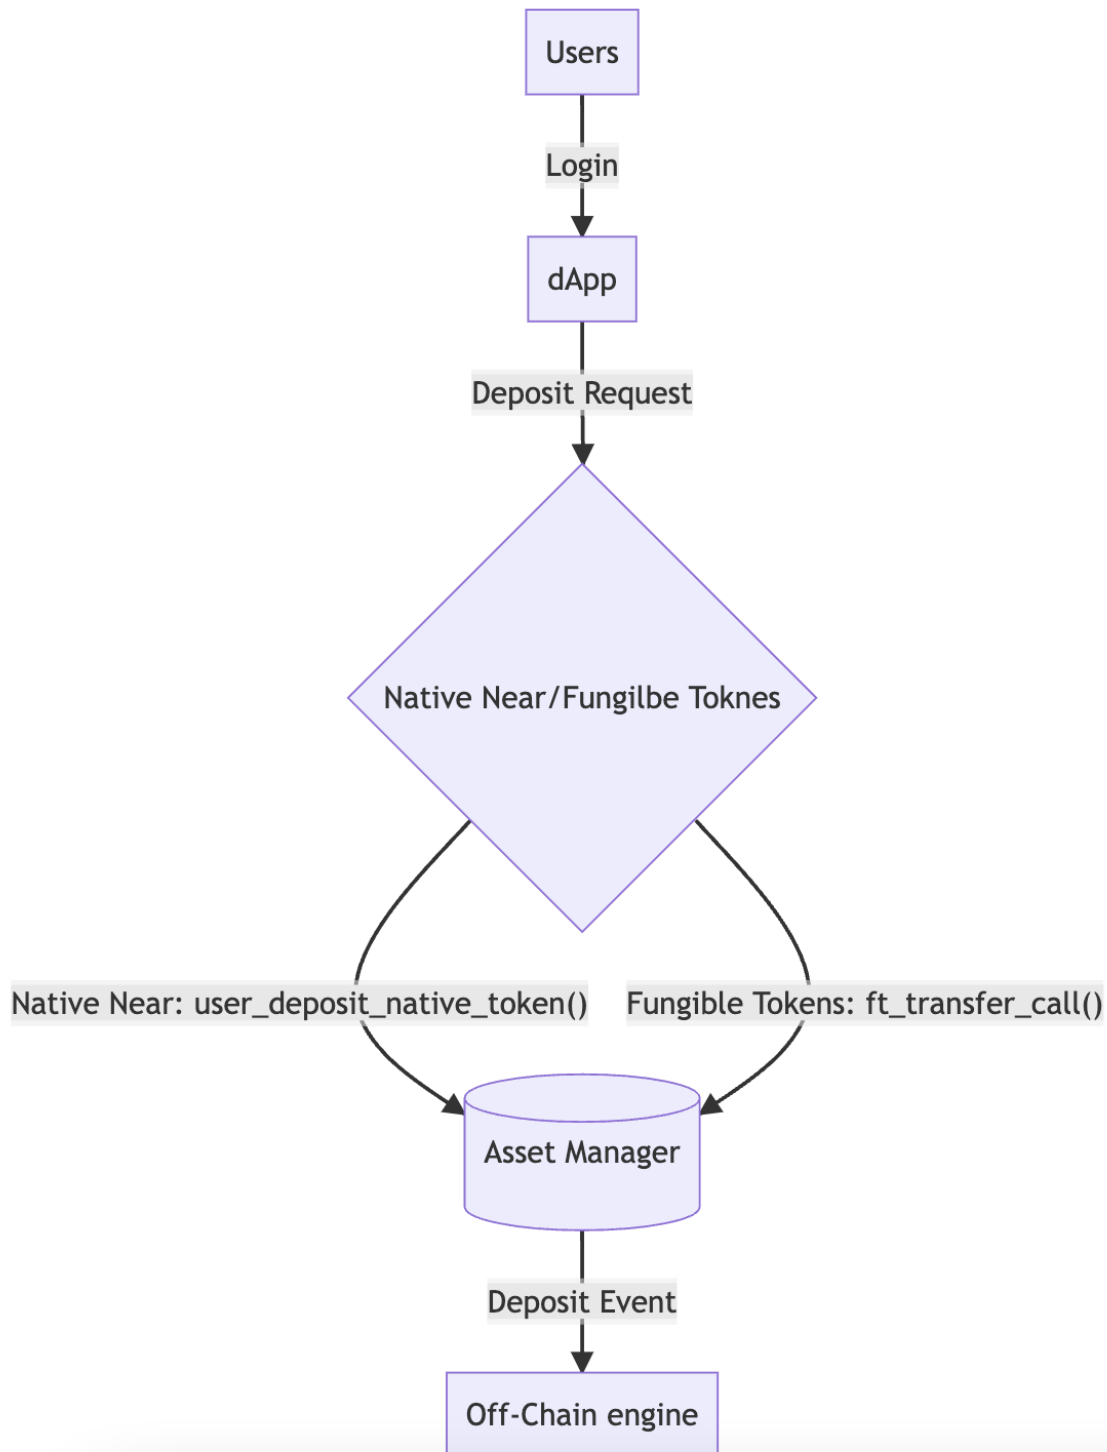 Users
Login
dApp
Deposit Request
Native Near/Fungilbe Toknes
Native Near: user_deposit_native_token()
Fungible Tokens: ft_transfer_call()
Asset Manager
Deposit Event
Off-Chain engine